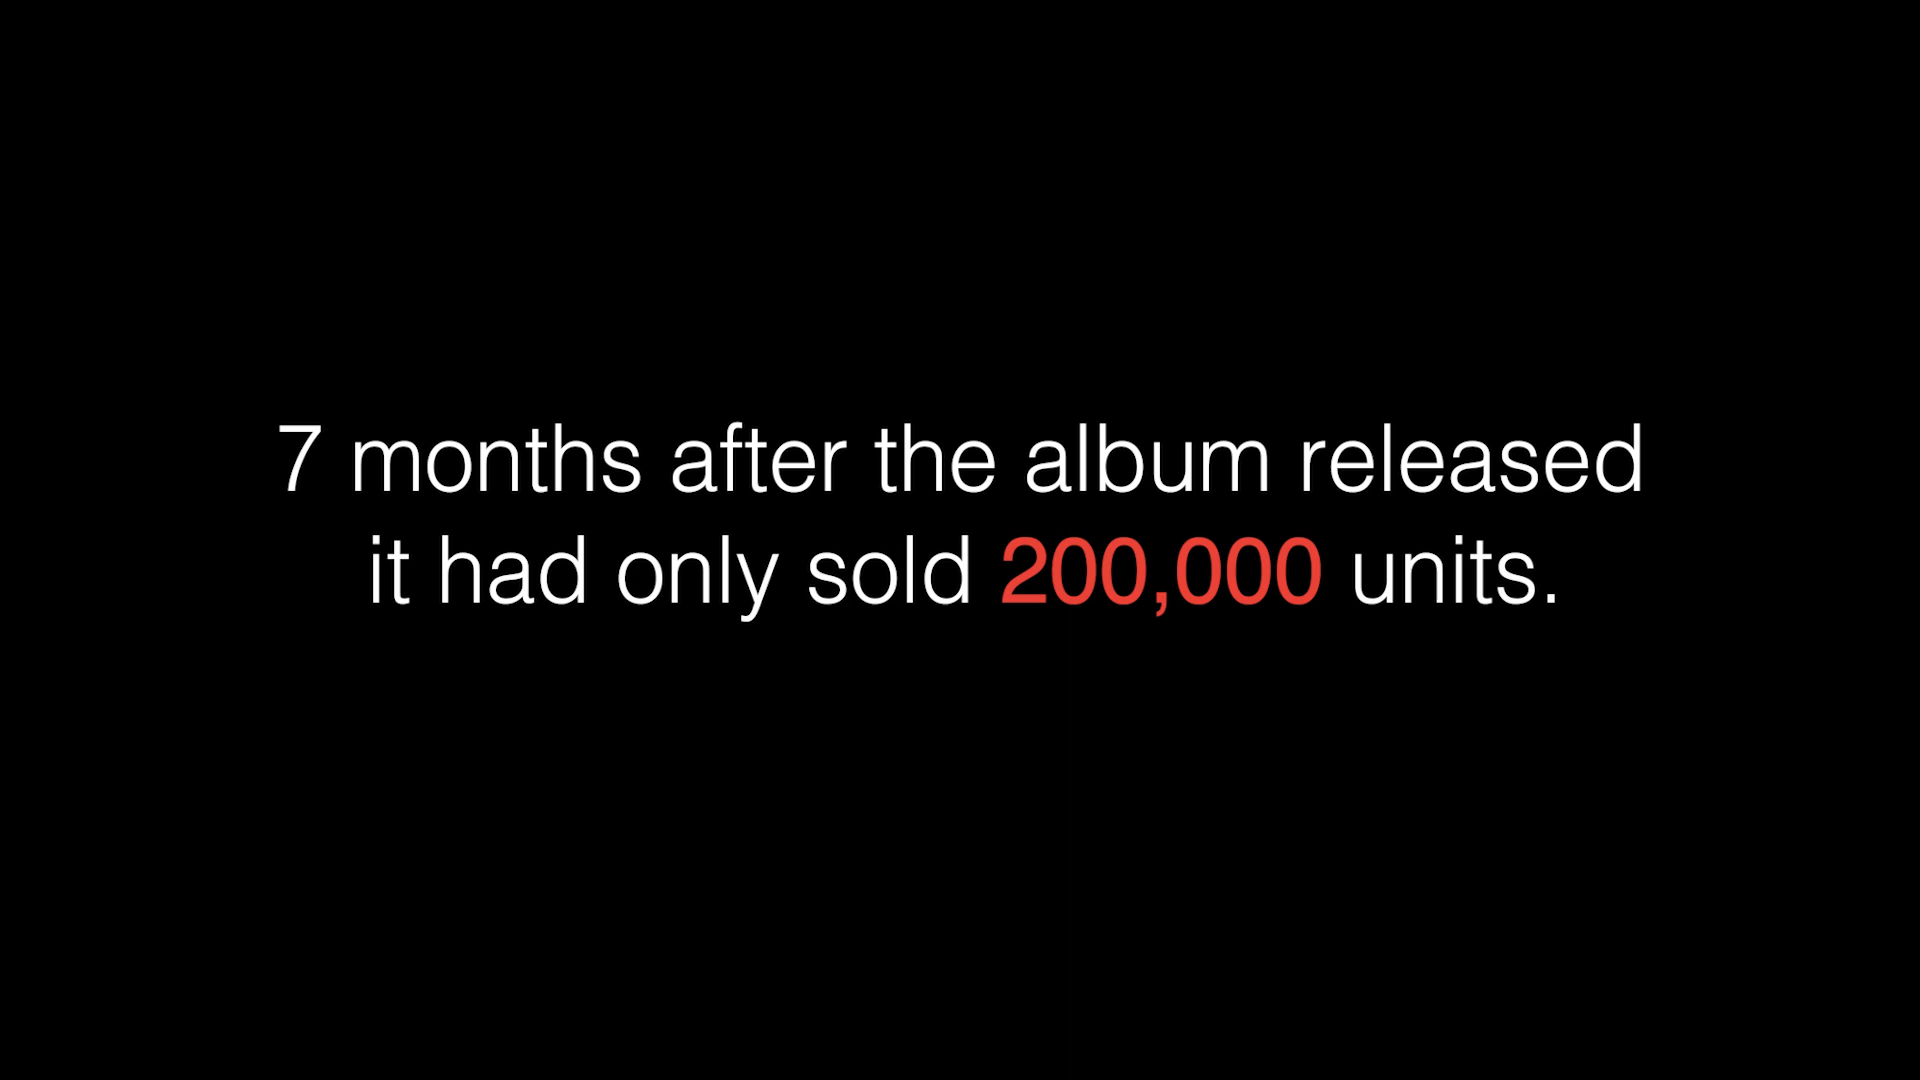 7 months after the album released
it had only sold 200,000 units.